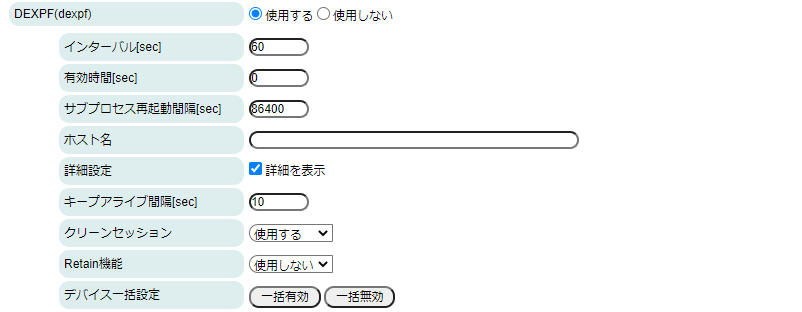 DEXPF(dexpf) 使用する 使用しない
インターバル[sec] 60
有効時間[sec] 0
サブプロセス再起動間隔[sec] 86400
ホスト名
詳細設定 詳細を表示
キープアライブ間隔[sec] 10
クリーンセッション 使用する
Retain機能 使用しない
デバイス一括設定 一括有効 一括無効